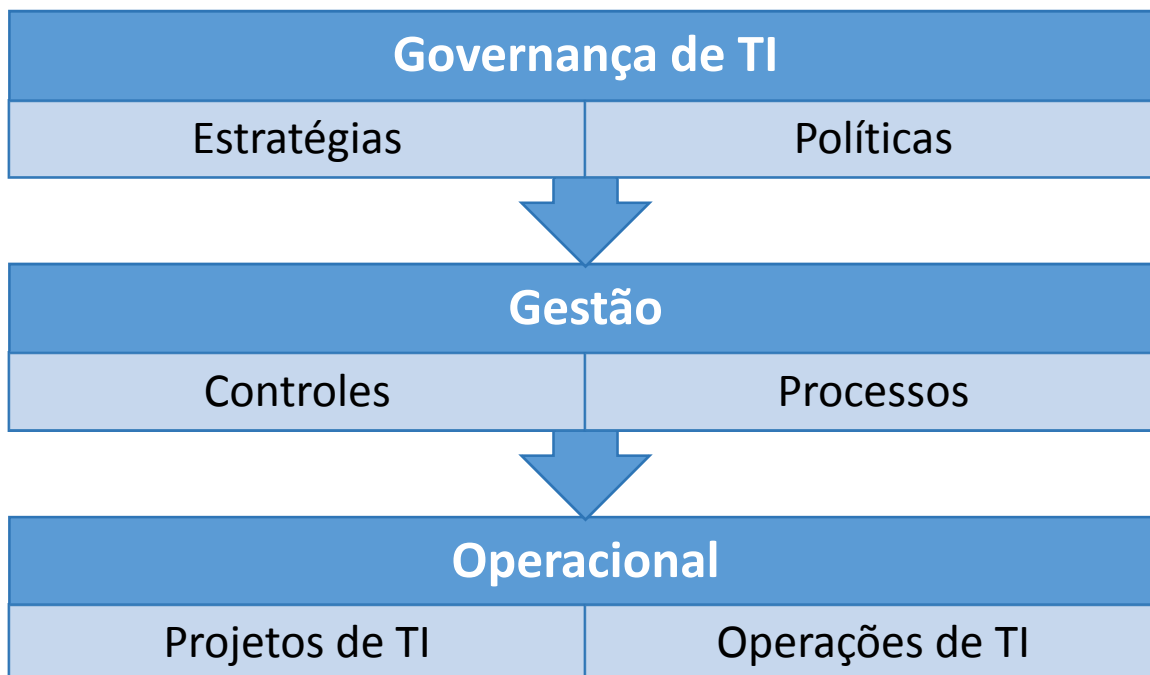 Governança de TI
Estratégias
Políticas
Gestão
Controles
Processos
Operacional
Projetos de TI
Operações de TI